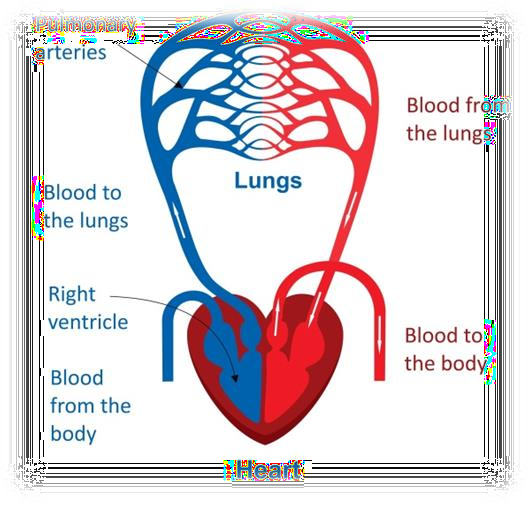 Pulmonary
arteries
Blood from
the lungs
Lungs
Blood to
the lungs
Right
ventricle
Blood to
the body
Blood
from the
body
Heart